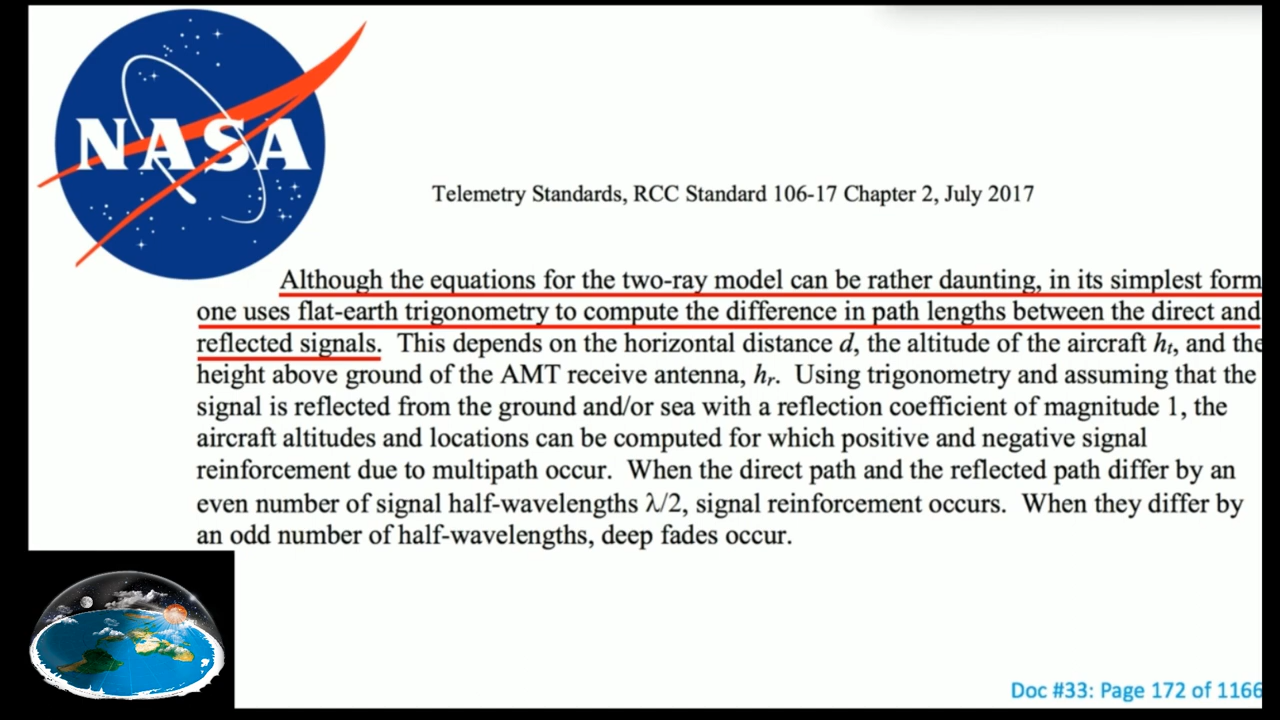 NASA
Telemetry Standards, RCC Standard 106-17 Chapter 2, July 2017
Although the equations for the two-ray model can be rather daunting, in its simplest form
one uses flat-earth trigonometry to compute the difference in path lengths between the direct and
reflected signals. This depends on the horizontal distance d, the altitude of the aircraft hₜ, and the
height above ground of the AMT receive antenna, hᵣ. Using trigonometry and assuming that the
signal is reflected from the ground and/or sea with a reflection coefficient of magnitude 1, the
aircraft altitudes and locations can be computed for which positive and negative signal
reinforcement due to multipath occur. When the direct path and the reflected path differ by an
even number of signal half-wavelengths λ/2, signal reinforcement occurs. When they differ by
an odd number of half-wavelengths, deep fades occur.
Doc #33: Page 172 of 1166